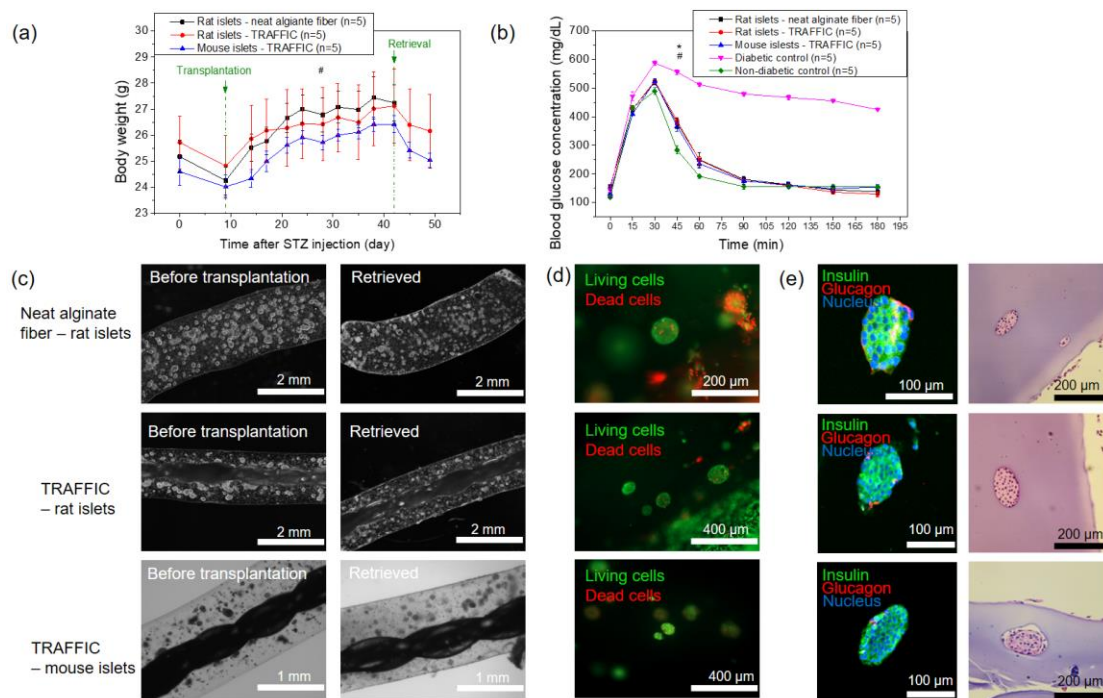 (a)
Rat islets - neat algiante fiber (n=5)
Rat islets - TRAFFIC (n=5)
Mouse islets - TRAFFIC (n=5)
Transplantation
Retrieval
#
Body weight (g)
30
29
28
27
26
25
24
23
0
10
20
30
40
50
Time after STZ injection (day)
(b)
Rat islets - neat alginate fiber (n=5)
Rat islets - TRAFFIC (n=5)
Mouse islests - TRAFFIC (n=5)
Diabetic control (n=5)
Non-diabetic control (n=5)
*
#
Blood glucose concentration (mg/dL)
700
600
500
400
300
200
100
0 15 30 45 60 75 90 105 120 135 150 165 180 195
Time (min)
(c)
Neat alginate
fiber – rat islets
Before transplantation
2 mm
Retrieved
2 mm
TRAFFIC
– rat islets
Before transplantation
2 mm
Retrieved
2 mm
TRAFFIC
– mouse islets
Before transplantation
1 mm
Retrieved
1 mm
(d)
Living cells
Dead cells
200 µm
Living cells
Dead cells
400 µm
Living cells
Dead cells
400 µm
(e)
Insulin
Glucagon
Nucleus
100 µm
200 µm
Insulin
Glucagon
Nucleus
100 µm
200 µm
Insulin
Glucagon
Nucleus
100 µm
200 µm